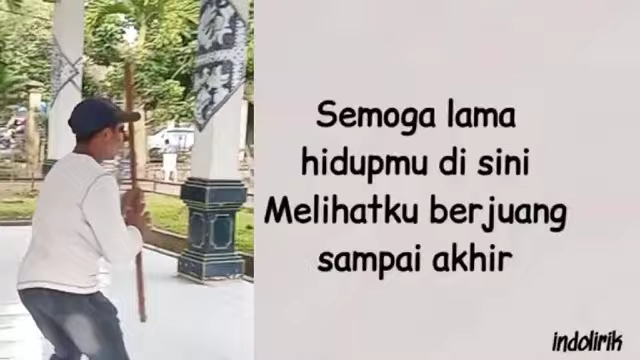 Semoga lama
hidupmu di sini
Melihatku berjuang
sampai akhir
indolirik